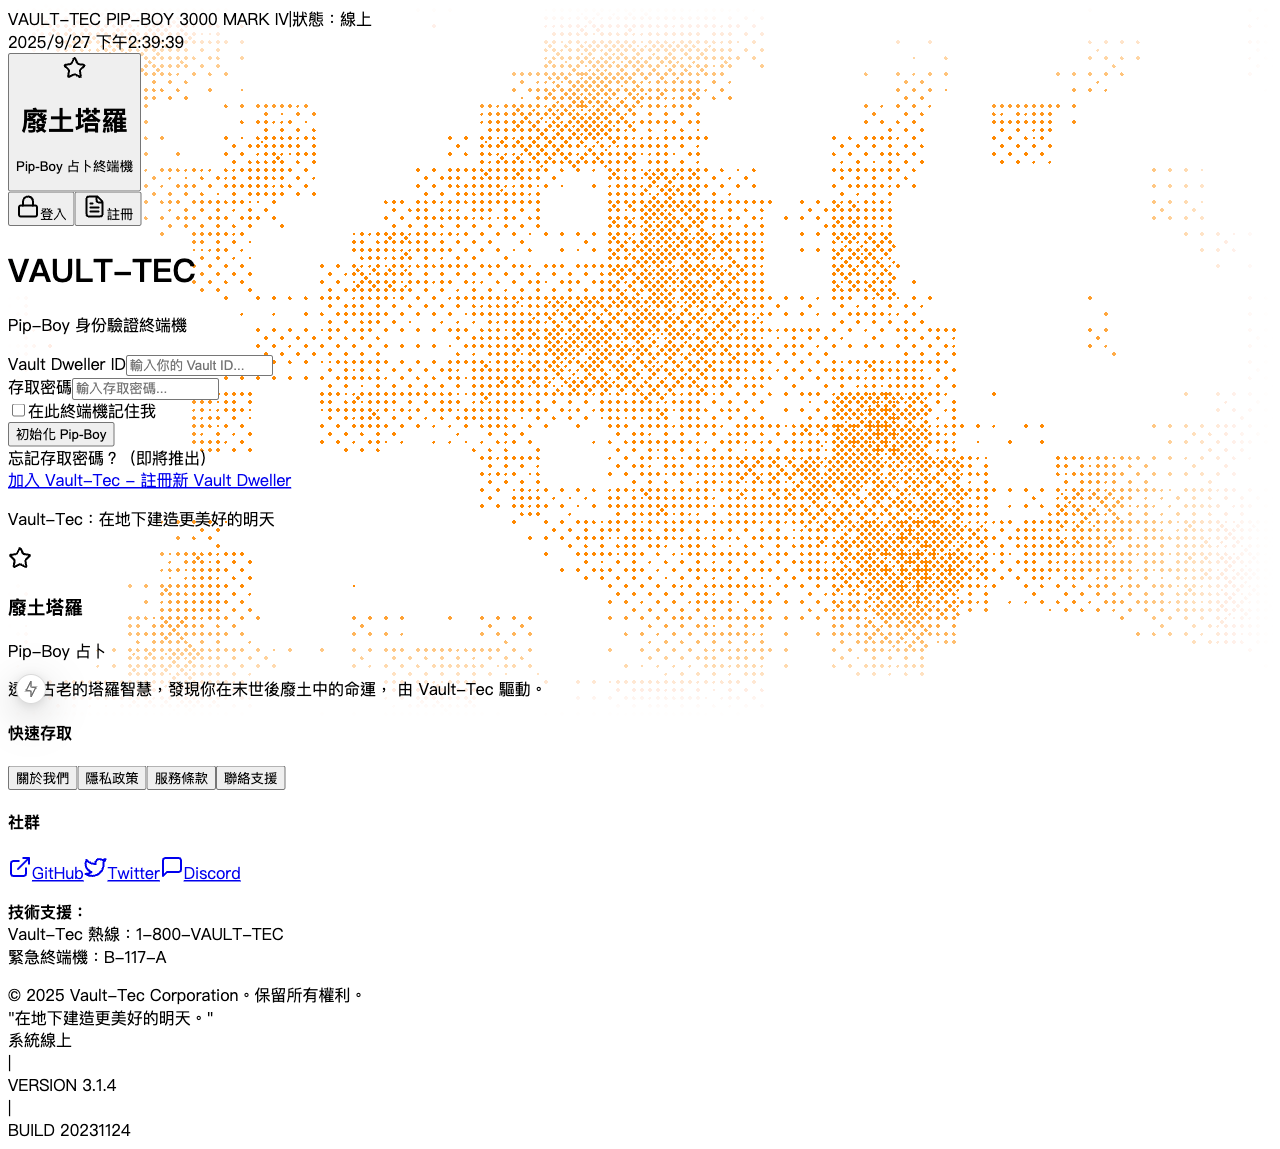 VAULT-TEC PIP-BOY 3000 MARK IV|狀態：線上
2025/9/27 下午2:39:39
廢土塔羅
Pip-Boy 占卜終端機
登入 註冊
VAULT-TEC
Pip-Boy 身份驗證終端機
Vault Dweller ID 輸入你的 Vault ID...
存取密碼 輸入存取密碼...
在此終端機記住我
初始化 Pip-Boy
忘記存取密碼？（即將推出）
加入 Vault-Tec - 註冊新 Vault Dweller
Vault-Tec：在地下建造更美好的明天
廢土塔羅
Pip-Boy 占卜
古老的塔羅智慧，發現你在末世後廢土中的命運， 由 Vault-Tec 驅動。
快速存取
關於我們 隱私政策 服務條款 聯絡支援
社群
GitHub Twitter Discord
技術支援：
Vault-Tec 熱線：1-800-VAULT-TEC
緊急終端機：B-117-A
© 2025 Vault-Tec Corporation。保留所有權利。
"在地下建造更美好的明天。"
系統線上
|
VERSION 3.1.4
|
BUILD 20231124